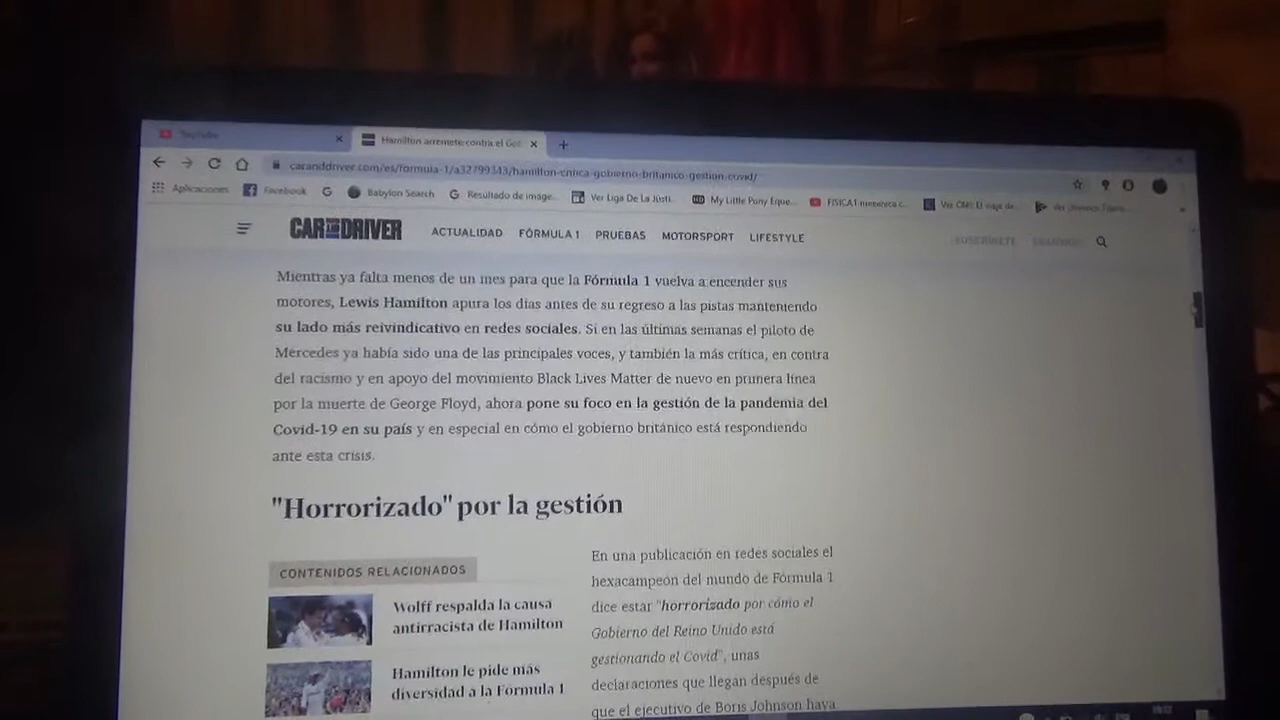 YouTube
Hamilton arremete contra el Gob
caranddriver.com/es/formula-1/a32799343/hamilton-critica-gobierno-britanico-gestion-covid/
Aplicaciones Facebook Babylon Search Resultado de image... Ver Liga De La Justi... My Little Pony Eque... FISICA1 numerica c...
CAR AND DRIVER ACTUALIDAD FÓRMULA 1 PRUEBAS MOTORSPORT LIFESTYLE SUSCRÍBETE
Mientras ya falta menos de un mes para que la Fórmula 1 vuelva a encender sus
motores, Lewis Hamilton apura los días antes de su regreso a las pistas manteniendo
su lado más reivindicativo en redes sociales. Si en las últimas semanas el piloto de
Mercedes ya había sido una de las principales voces, y también la más crítica, en contra
del racismo y en apoyo del movimiento Black Lives Matter de nuevo en primera línea
por la muerte de George Floyd, ahora pone su foco en la gestión de la pandemia del
Covid-19 en su país y en especial en cómo el gobierno británico está respondiendo
ante esta crisis.
"Horrorizado" por la gestión
CONTENIDOS RELACIONADOS
Wolff respalda la causa
antirracista de Hamilton
Hamilton le pide más
diversidad a la Fórmula 1
En una publicación en redes sociales el
hexacampeón del mundo de Fórmula 1
dice estar "horrorizado por cómo el
Gobierno del Reino Unido está
gestionando el Covid", unas
declaraciones que llegan después de
que el ejecutivo de Boris Johnson haya